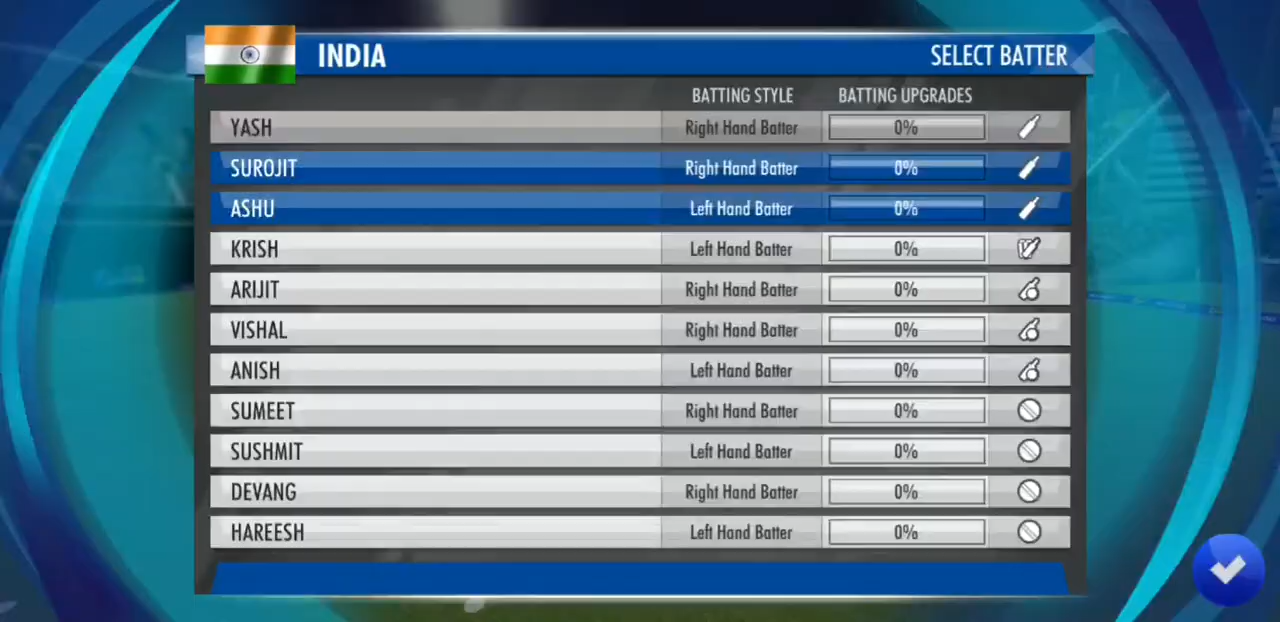 INDIA SELECT BATTER
BATTING STYLE BATTING UPGRADES
YASH Right Hand Batter 0%
SUROJIT Right Hand Batter 0%
ASHU Left Hand Batter 0%
KRISH Left Hand Batter 0%
ARIJIT Right Hand Batter 0%
VISHAL Right Hand Batter 0%
ANISH Left Hand Batter 0%
SUMEET Right Hand Batter 0%
SUSHMIT Left Hand Batter 0%
DEVANG Right Hand Batter 0%
HAREESH Left Hand Batter 0%